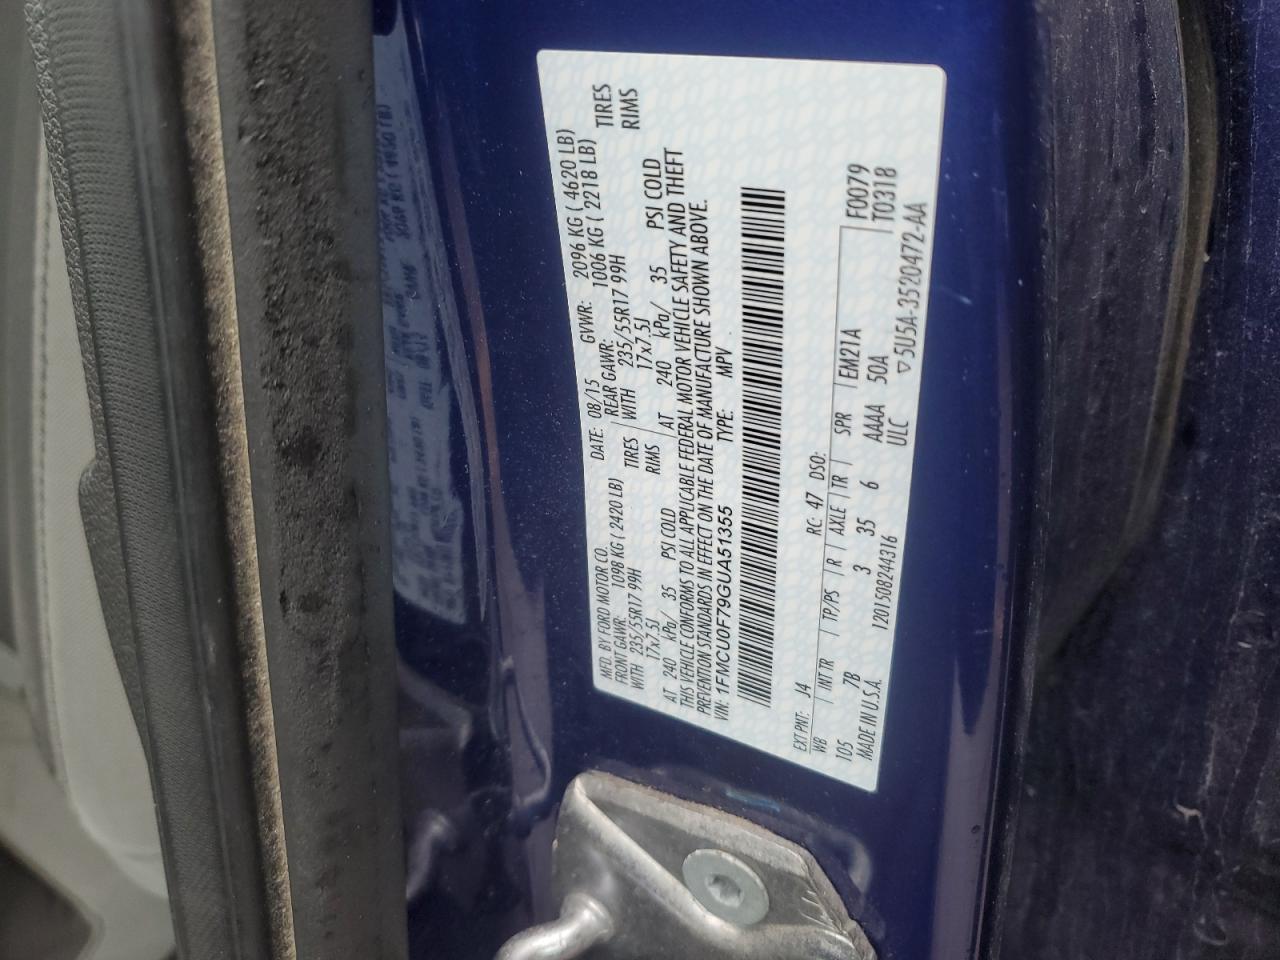 MFD. BY FORD MOTOR CO.
DATE: 08/15 GVWR: 2096 KG ( 4620 LB)
FRONT GAWR: 1098 KG ( 2420 LB) REAR GAWR: 1006 KG ( 2218 LB)
WITH 235/55R17 99H TIRES WITH 235/55R17 99H TIRES
17x7.5J RIMS 17x7.5J RIMS
AT 240 kPa/ 35 PSI COLD AT 240 kPa/ 35 PSI COLD
THIS VEHICLE CONFORMS TO ALL APPLICABLE FEDERAL MOTOR VEHICLE SAFETY AND THEFT
PREVENTION STANDARDS IN EFFECT ON THE DATE OF MANUFACTURE SHOWN ABOVE.
VIN: 1FMCU0F79GUA51355 TYPE: MPV
EXT PNT: J4 RC: 47 DSO: F0079
WB INT TR TP/PS R AXLE TR SPR EM21A T0318
105 7B 3 35 6 AAAA 50A
MADE IN U.S.A. 1201508244316 ULC ▽5U5A-3520472-AA